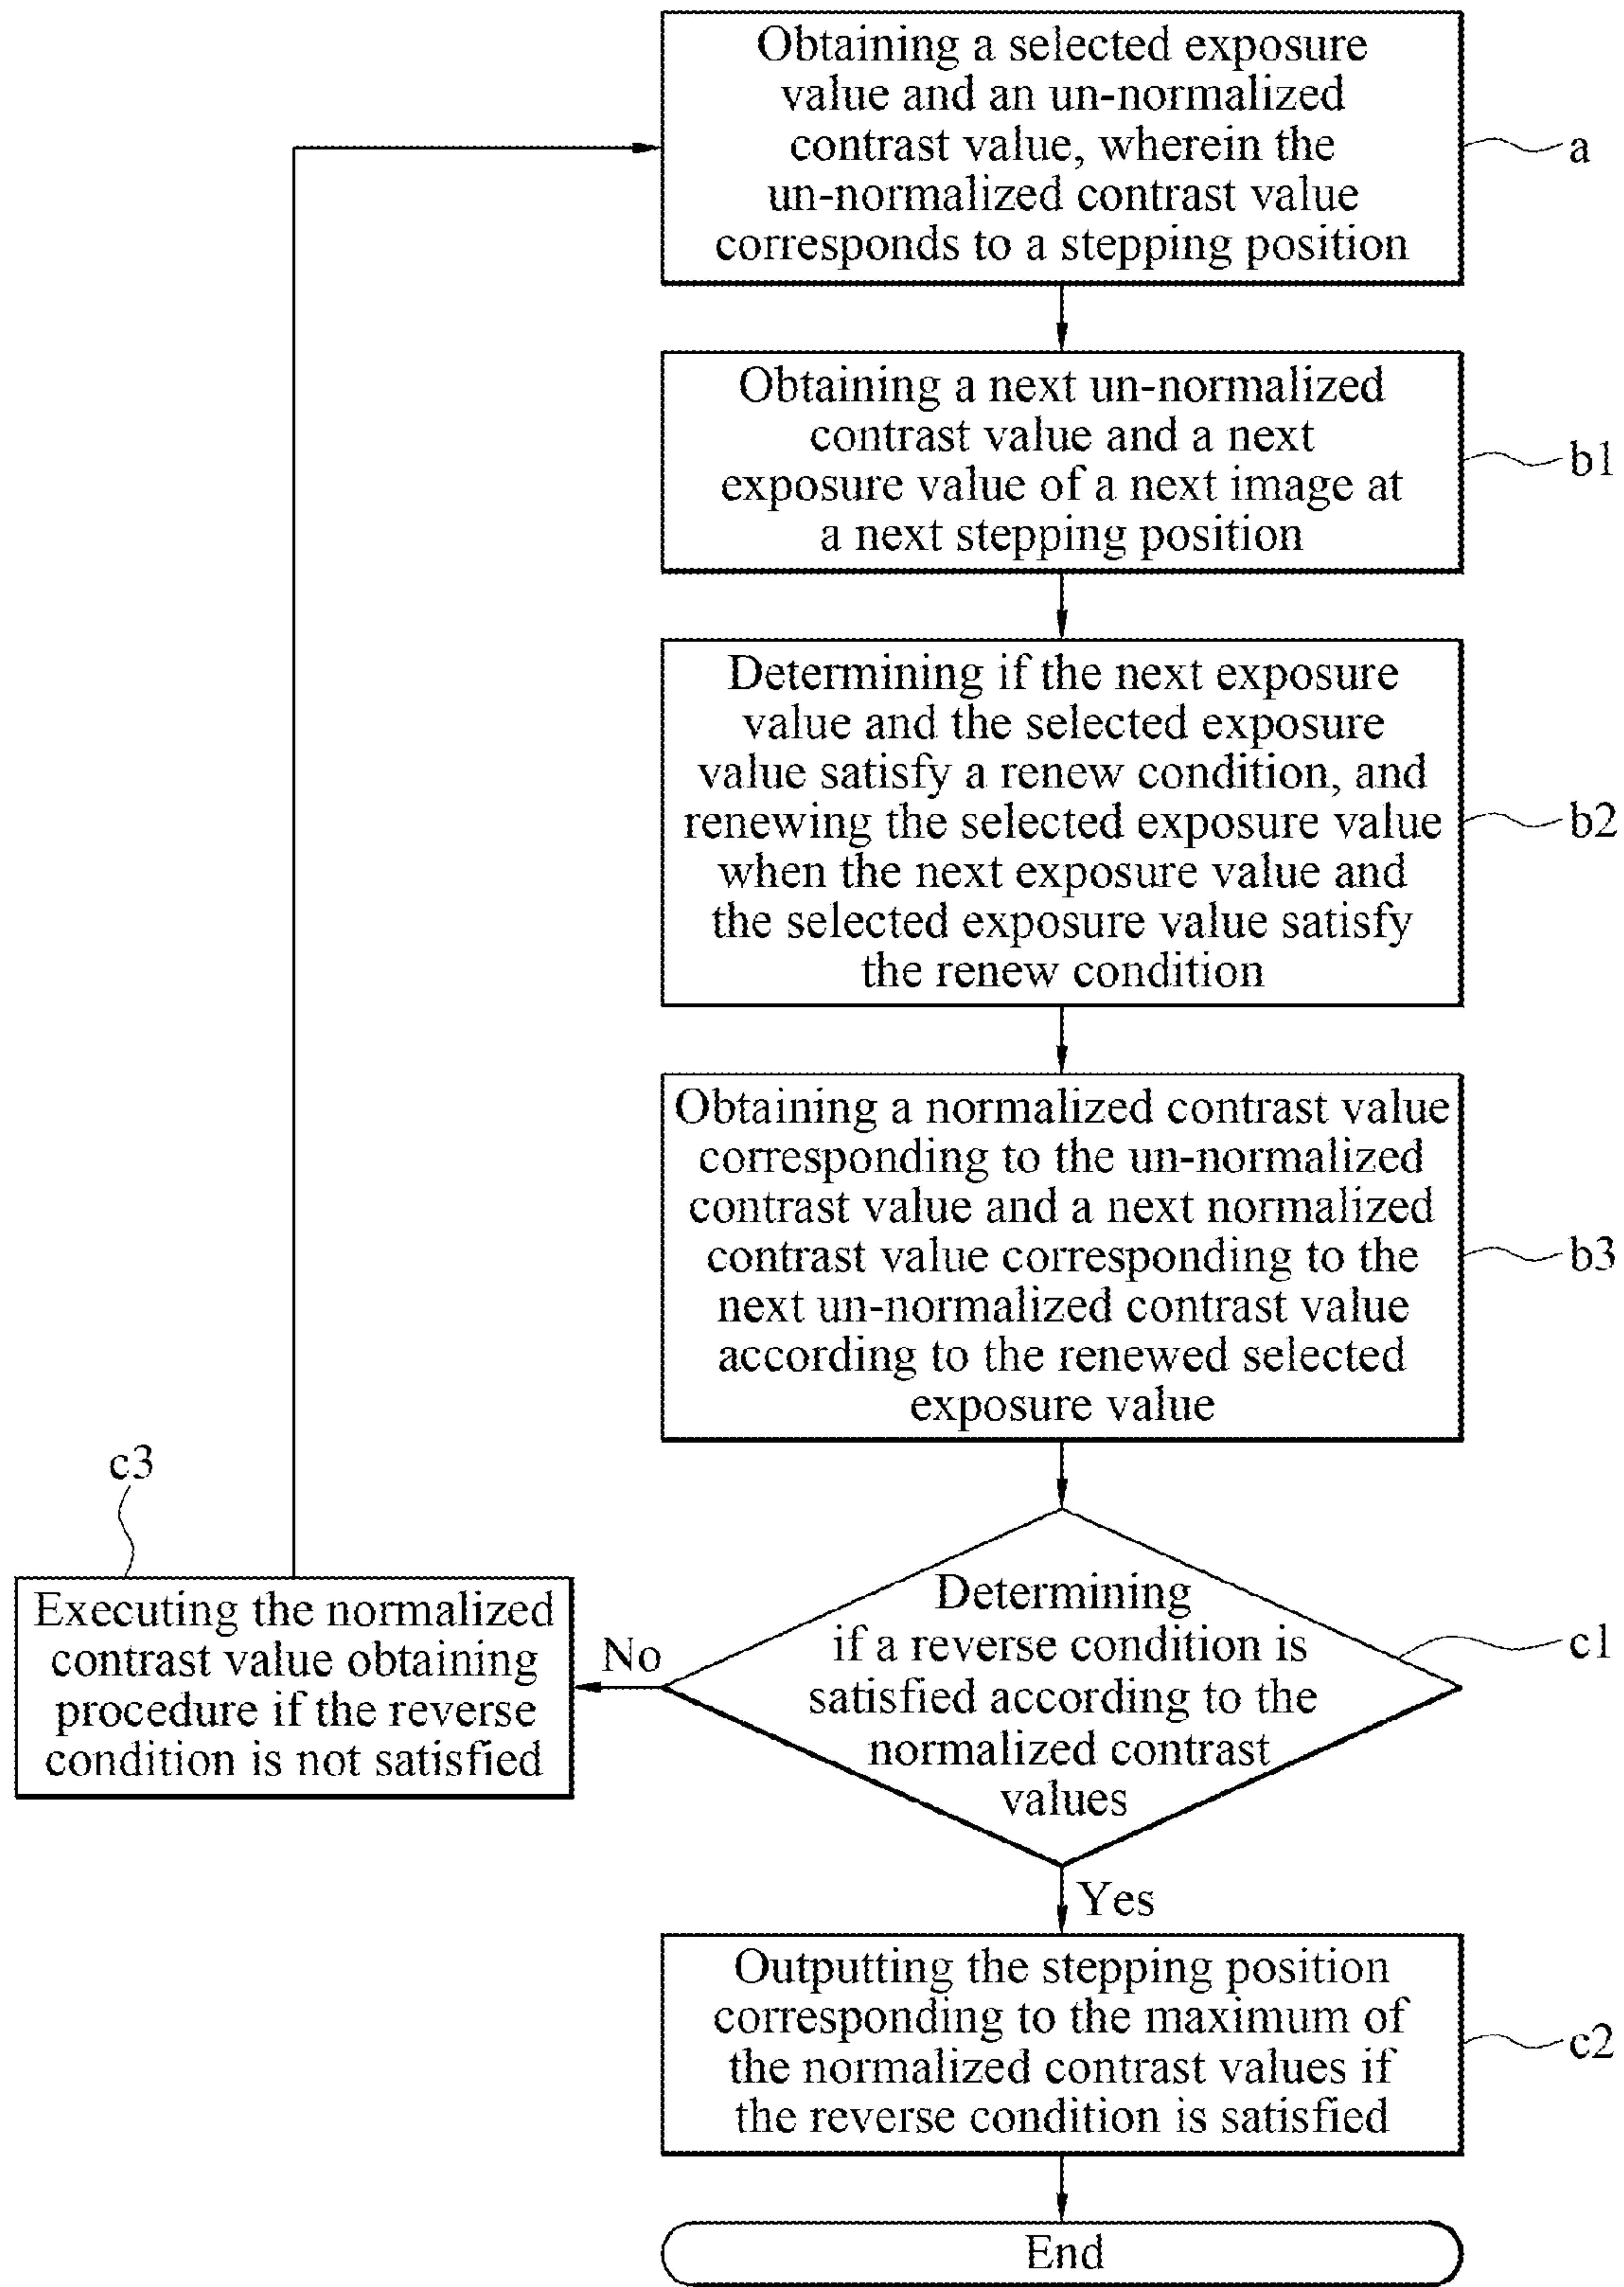 Obtaining a selected exposure
value and an un-normalized
contrast value, wherein the
un-normalized contrast value
corresponds to a stepping position
a
Obtaining a next un-normalized
contrast value and a next
exposure value of a next image at
a next stepping position
b1
Determining if the next exposure
value and the selected exposure
value satisfy a renew condition, and
renewing the selected exposure value
when the next exposure value and
the selected exposure value satisfy
the renew condition
b2
Obtaining a normalized contrast value
corresponding to the un-normalized
contrast value and a next normalized
contrast value corresponding to the
next un-normalized contrast value
according to the renewed selected
exposure value
b3
c3
Executing the normalized
contrast value obtaining
procedure if the reverse
condition is not satisfied
No
Determining
if a reverse condition is
satisfied according to the
normalized contrast
values
c1
Yes
Outputting the stepping position
corresponding to the maximum of
the normalized contrast values if
the reverse condition is satisfied
c2
End